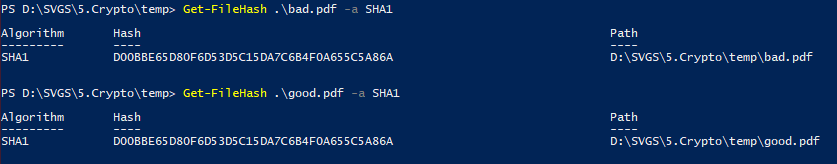 PS D:\SVGS\5.Crypto\temp> Get-FileHash .\bad.pdf -a SHA1
Algorithm Hash Path
--------- ---- ----
SHA1 D00BBE65D80F6D53D5C15DA7C6B4F0A655C5A86A D:\SVGS\5.Crypto\temp\bad.pdf
PS D:\SVGS\5.Crypto\temp> Get-FileHash .\good.pdf -a SHA1
Algorithm Hash Path
--------- ---- ----
SHA1 D00BBE65D80F6D53D5C15DA7C6B4F0A655C5A86A D:\SVGS\5.Crypto\temp\good.pdf